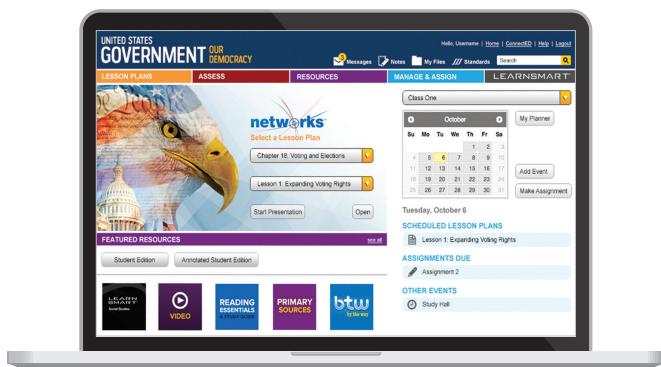 UNITED STATES
GOVERNMENT OUR DEMOCRACY
Hello, Username | Home | ConnectED | Help | Logout
Messages Notes My Files Standards Search
LESSON PLANS ASSESS RESOURCES MANAGE & ASSIGN LEARNSMART
networks
Select a Lesson Plan
Chapter 18: Voting and Elections
Lesson 1: Expanding Voting Rights
Start Presentation Open
FEATURED RESOURCES see all
Student Edition Annotated Student Edition
LEARN
SMART
Social Studies
VIDEO
READING
ESSENTIALS
& STUDY GUIDE
PRIMARY
SOURCES
btw
by the way
Class One
October
Su Mo Tu We Th Fr Sa
1 2 3
4 5 6 7 8 9 10
11 12 13 14 15 16 17
18 19 20 21 22 23 24
25 26 27 28 29 30 31
My Planner
Add Event
Make Assignment
Tuesday, October 6
SCHEDULED LESSON PLANS
Lesson 1: Expanding Voting Rights
ASSIGNMENTS DUE
Assignment 2
OTHER EVENTS
Study Hall